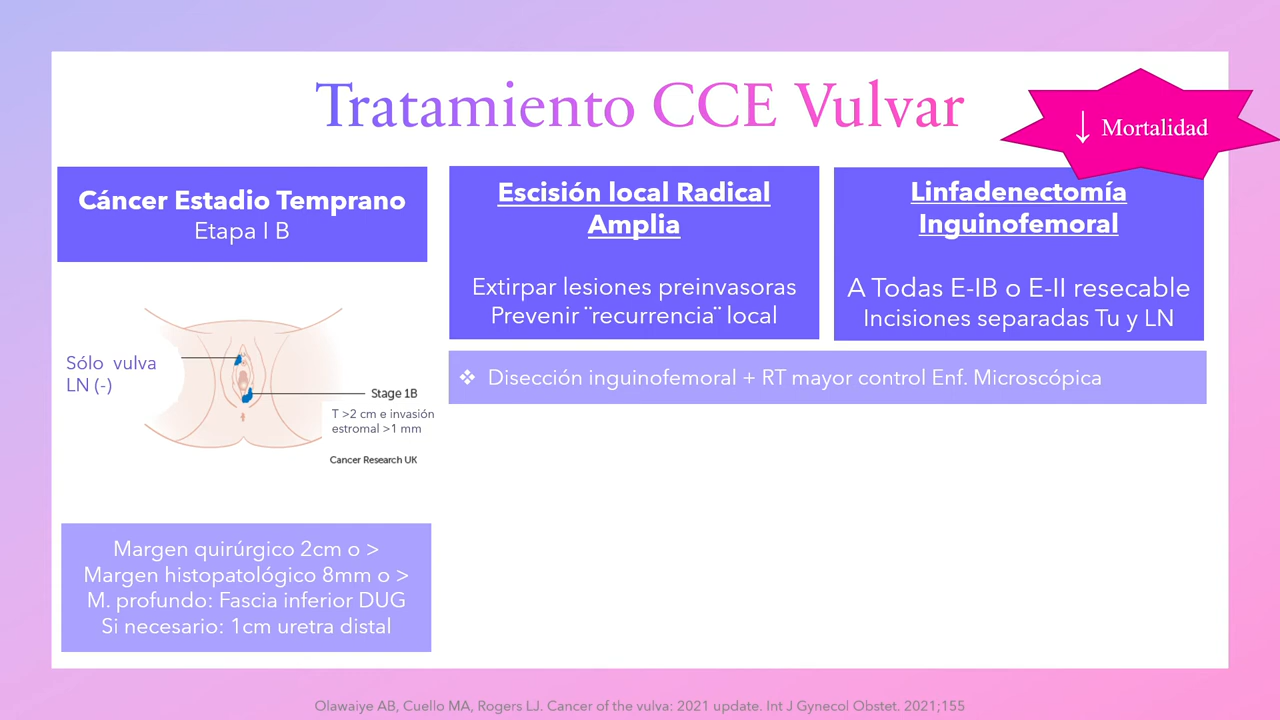 Tratamiento CCE Vulvar
↓ Mortalidad
Cáncer Estadio Temprano
Etapa I B
Sólo vulva
LN (-)
Stage 1B
T >2 cm e invasión
estromal >1 mm
Cancer Research UK
Margen quirúrgico 2cm o >
Margen histopatológico 8mm o >
M. profundo: Fascia inferior DUG
Si necesario: 1cm uretra distal
Escisión local Radical
Amplia
Extirpar lesiones preinvasoras
Prevenir ¨recurrencia¨ local
Linfadenectomía
Inguinofemoral
A Todas E-IB o E-II resecable
Incisiones separadas Tu y LN
❖ Disección inguinofemoral + RT mayor control Enf. Microscópica
Olawaiye AB, Cuello MA, Rogers LJ. Cancer of the vulva: 2021 update. Int J Gynecol Obstet. 2021;155